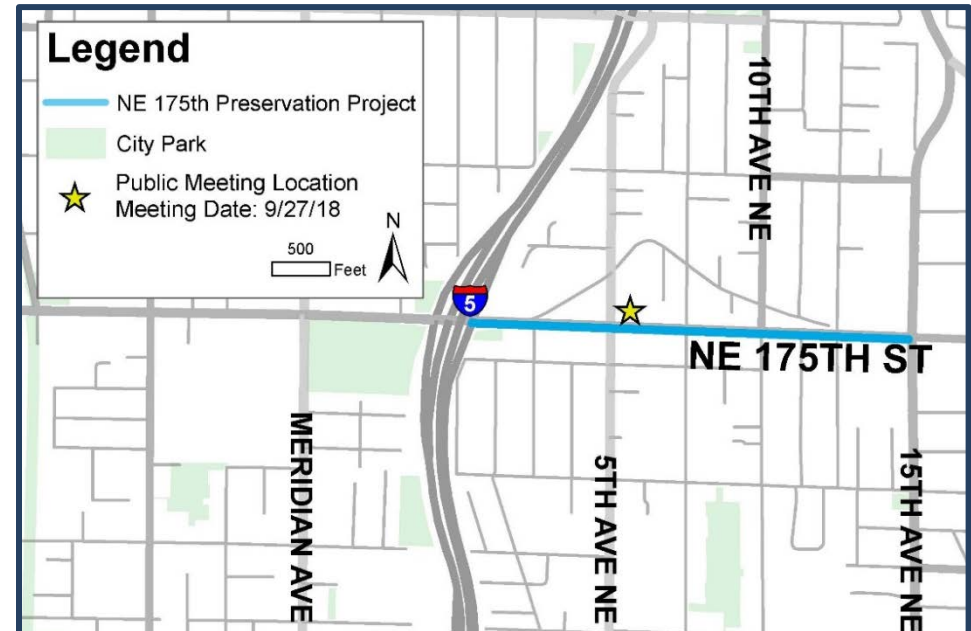 Legend
NE 175th Preservation Project
City Park
Public Meeting Location
Meeting Date: 9/27/18
500
Feet
N
5
10TH AVE NE
NE 175TH ST
MERIDIAN AVE
5TH AVE NE
15TH AVE NE